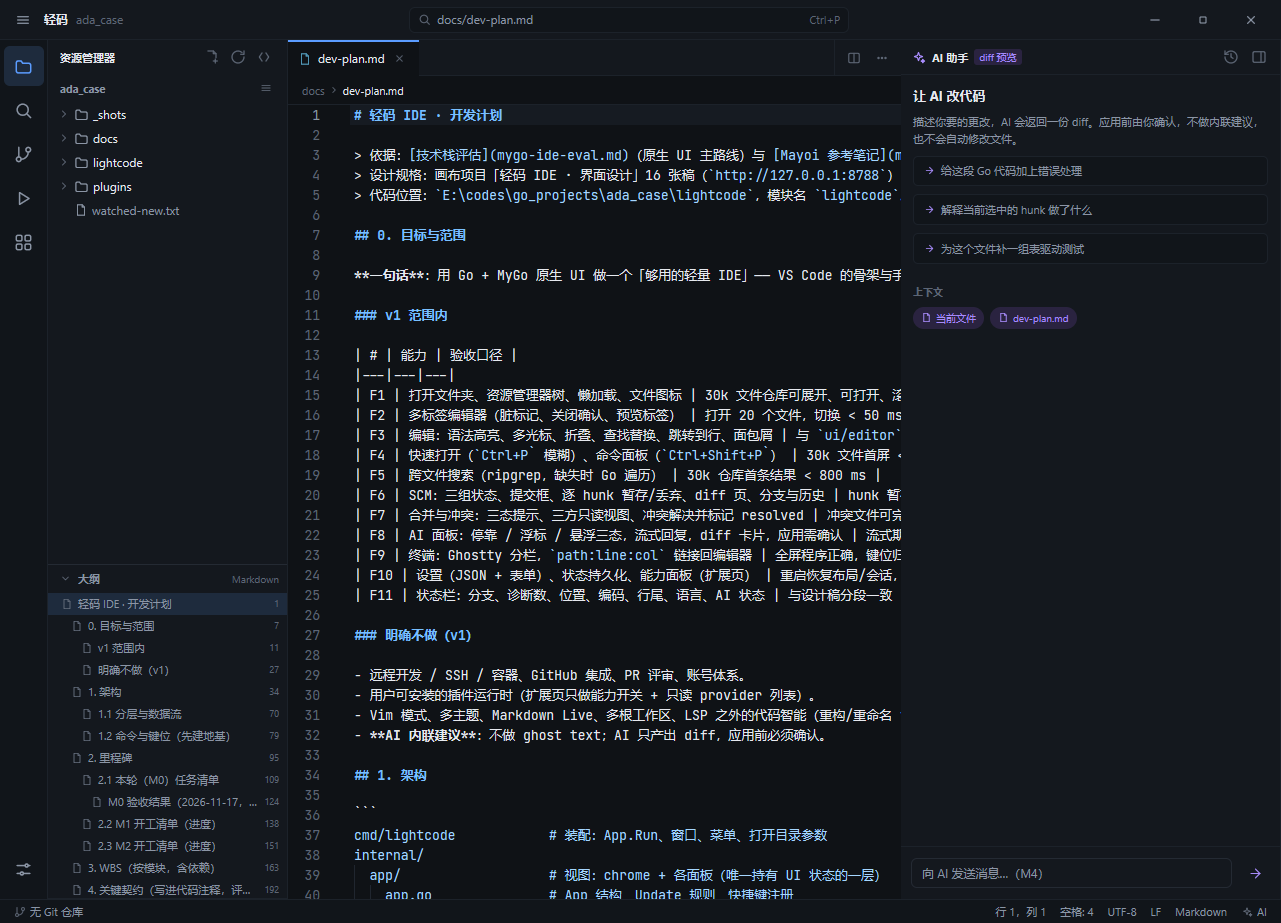 轻码 ada_case
docs/dev-plan.md Ctrl+P
资源管理器
ada_case
_shots
docs
lightcode
plugins
watched-new.txt
大纲 Markdown
轻码 IDE · 开发计划 1
0. 目标与范围 7
v1 范围内 11
明确不做（v1） 27
1. 架构 34
1.1 分层与数据流 70
1.2 命令与键位（先建地基） 79
2. 里程碑 95
2.1 本轮（M0）任务清单 109
M0 验收结果（2026-11-17，... 124
2.2 M1 开工清单（进度） 138
2.3 M2 开工清单（进度） 151
3. WBS（按模块，含依赖） 163
4. 关键契约（写进代码注释，评... 192
dev-plan.md
docs > dev-plan.md
1 # 轻码 IDE · 开发计划
2
3 > 依据：[技术栈评估](mygo-ide-eval.md)（原生 UI 主路线）与 [Mayoi 参考笔记](m
4 > 设计规格：画布项目「轻码 IDE · 界面设计」16 张稿（`http://127.0.0.1:8788`）
5 > 代码位置：`E:\codes\go_projects\ada_case\lightcode`，模块名 `lightcode`
6
7 ## 0. 目标与范围
8
9 **一句话**：用 Go + MyGo 原生 UI 做一个「够用的轻量 IDE」—— VS Code 的骨架与手
10
11 ### v1 范围内
12
13 | # | 能力 | 验收口径 |
14 |---|---|---|
15 | F1 | 打开文件夹、资源管理器树、懒加载、文件图标 | 30k 文件仓库可展开、可打开、滚
16 | F2 | 多标签编辑器（脏标记、关闭确认、预览标签） | 打开 20 个文件，切换 < 50 ms
17 | F3 | 编辑：语法高亮、多光标、折叠、查找替换、跳转到行、面包屑 | 与 `ui/editor`
18 | F4 | 快速打开（`Ctrl+P` 模糊）、命令面板（`Ctrl+Shift+P`） | 30k 文件首屏 <
19 | F5 | 跨文件搜索（ripgrep，缺失时 Go 遍历） | 30k 仓库首条结果 < 800 ms |
20 | F6 | SCM：三组状态、提交框、逐 hunk 暂存/丢弃、diff 页、分支与历史 | hunk 暂
21 | F7 | 合并与冲突：三态提示、三方只读视图、冲突解决并标记 resolved | 冲突文件可完
22 | F8 | AI 面板：停靠 / 浮标 / 悬浮三态，流式回复，diff 卡片，应用需确认 | 流式期
23 | F9 | 终端：Ghostty 分栏，`path:line:col` 链接回编辑器 | 全屏程序正确，键位归
24 | F10 | 设置（JSON + 表单）、状态持久化、能力面板（扩展页） | 重启恢复布局/会话，
25 | F11 | 状态栏：分支、诊断数、位置、编码、行尾、语言、AI 状态 | 与设计稿分段一致
26
27 ### 明确不做（v1）
28
29 - 远程开发 / SSH / 容器、GitHub 集成、PR 评审、账号体系。
30 - 用户可安装的插件运行时（扩展页只做能力开关 + 只读 provider 列表）。
31 - Vim 模式、多主题、Markdown Live、多根工作区、LSP 之外的代码智能（重构/重命名
32 - **AI 内联建议**：不做 ghost text；AI 只产出 diff，应用前必须确认。
33
34 ## 1. 架构
35
36 ```
37 cmd/lightcode # 装配：App.Run、窗口、菜单、打开目录参数
38 internal/
39 app/ # 视图：chrome + 各面板（唯一持有 UI 状态的一层）
40 app.go # App 结构、Update 规则、快捷键注册
AI 助手 diff 预览
让 AI 改代码
描述你要的更改，AI 会返回一份 diff。应用前由你确认，不做内联建议，
也不会自动修改文件。
给这段 Go 代码加上错误处理
解释当前选中的 hunk 做了什么
为这个文件补一组表驱动测试
上下文
当前文件 dev-plan.md
向 AI 发送消息...（M4）
无 Git 仓库 行 1，列 1 空格: 4 UTF-8 LF Markdown AI